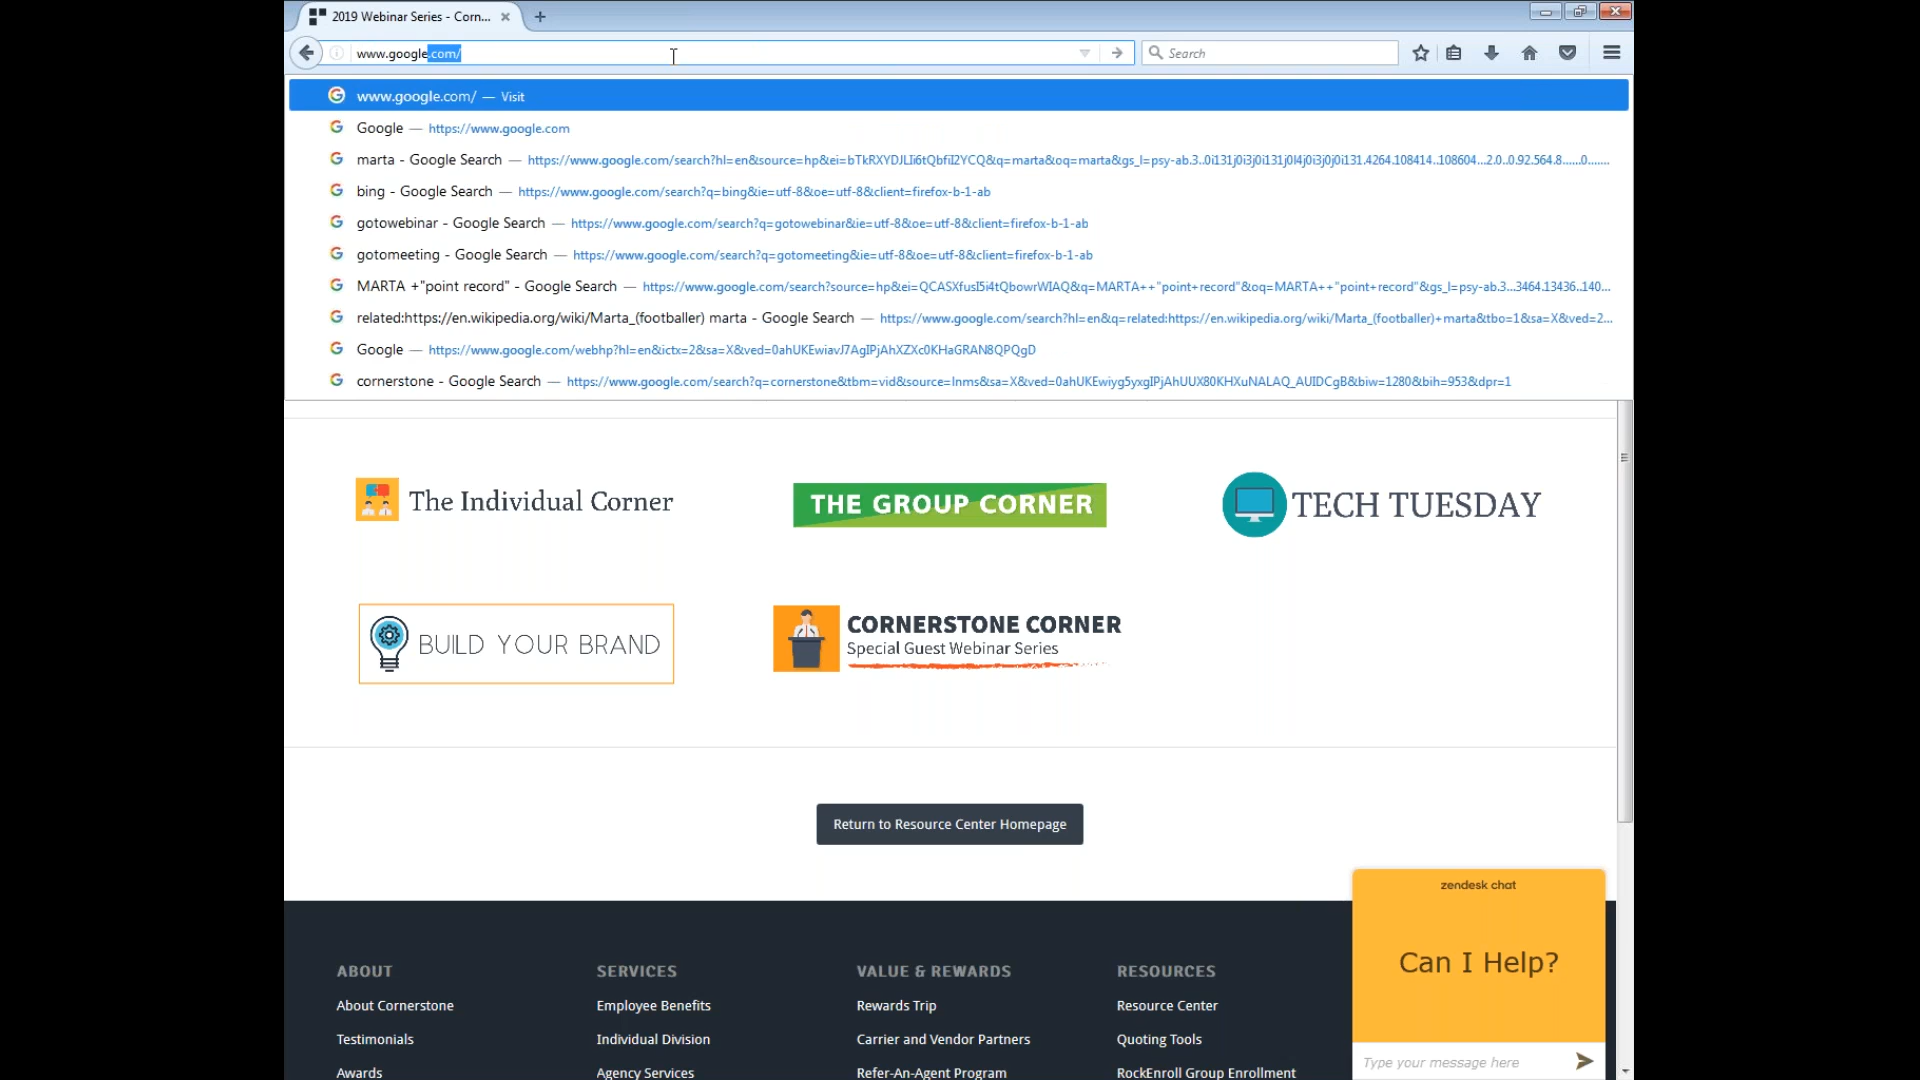 2019 Webinar Series - Corn...
www.google.com/
Search
www.google.com/ — Visit
Google — https://www.google.com
marta - Google Search — https://www.google.com/search?hl=en&source=hp&ei=bTkRXYDJLIi6tQbfiI2YCQ&q=marta&oq=marta&gs_l=psy-ab.3..0i131j0i3j0i131j0l4j0i3j0j0i131.4264.108414..108604...2.0..0.92.564.8......0.......
bing - Google Search — https://www.google.com/search?q=bing&ie=utf-8&oe=utf-8&client=firefox-b-1-ab
gotowebinar - Google Search — https://www.google.com/search?q=gotowebinar&ie=utf-8&oe=utf-8&client=firefox-b-1-ab
gotomeeting - Google Search — https://www.google.com/search?q=gotomeeting&ie=utf-8&oe=utf-8&client=firefox-b-1-ab
MARTA +"point record" - Google Search — https://www.google.com/search?source=hp&ei=QCASXfusI5i4tQbowrWIAQ&q=MARTA++"point+record"&oq=MARTA++"point+record"&gs_l=psy-ab.3...3464.13436..140...
related:https://en.wikipedia.org/wiki/Marta_(footballer) marta - Google Search — https://www.google.com/search?hl=en&q=related:https://en.wikipedia.org/wiki/Marta_(footballer)+marta&tbo=1&sa=X&ved=2...
Google — https://www.google.com/webhp?hl=en&ictx=2&sa=X&ved=0ahUKEwiavJ7AgIPjAhXZXc0KHaGRAN8QPQgD
cornerstone - Google Search — https://www.google.com/search?q=cornerstone&tbm=vid&source=lnms&sa=X&ved=0ahUKEwiyg5yxgIPjAhUUX80KHXuNALAQ_AUIDCgB&biw=1280&bih=953&dpr=1
The Individual Corner
THE GROUP CORNER
TECH TUESDAY
BUILD YOUR BRAND
CORNERSTONE CORNER
Special Guest Webinar Series
Return to Resource Center Homepage
zendesk chat
Can I Help?
Type your message here
ABOUT
About Cornerstone
Testimonials
Awards
SERVICES
Employee Benefits
Individual Division
Agency Services
VALUE & REWARDS
Rewards Trip
Carrier and Vendor Partners
Refer-An-Agent Program
RESOURCES
Resource Center
Quoting Tools
RockEnroll Group Enrollment